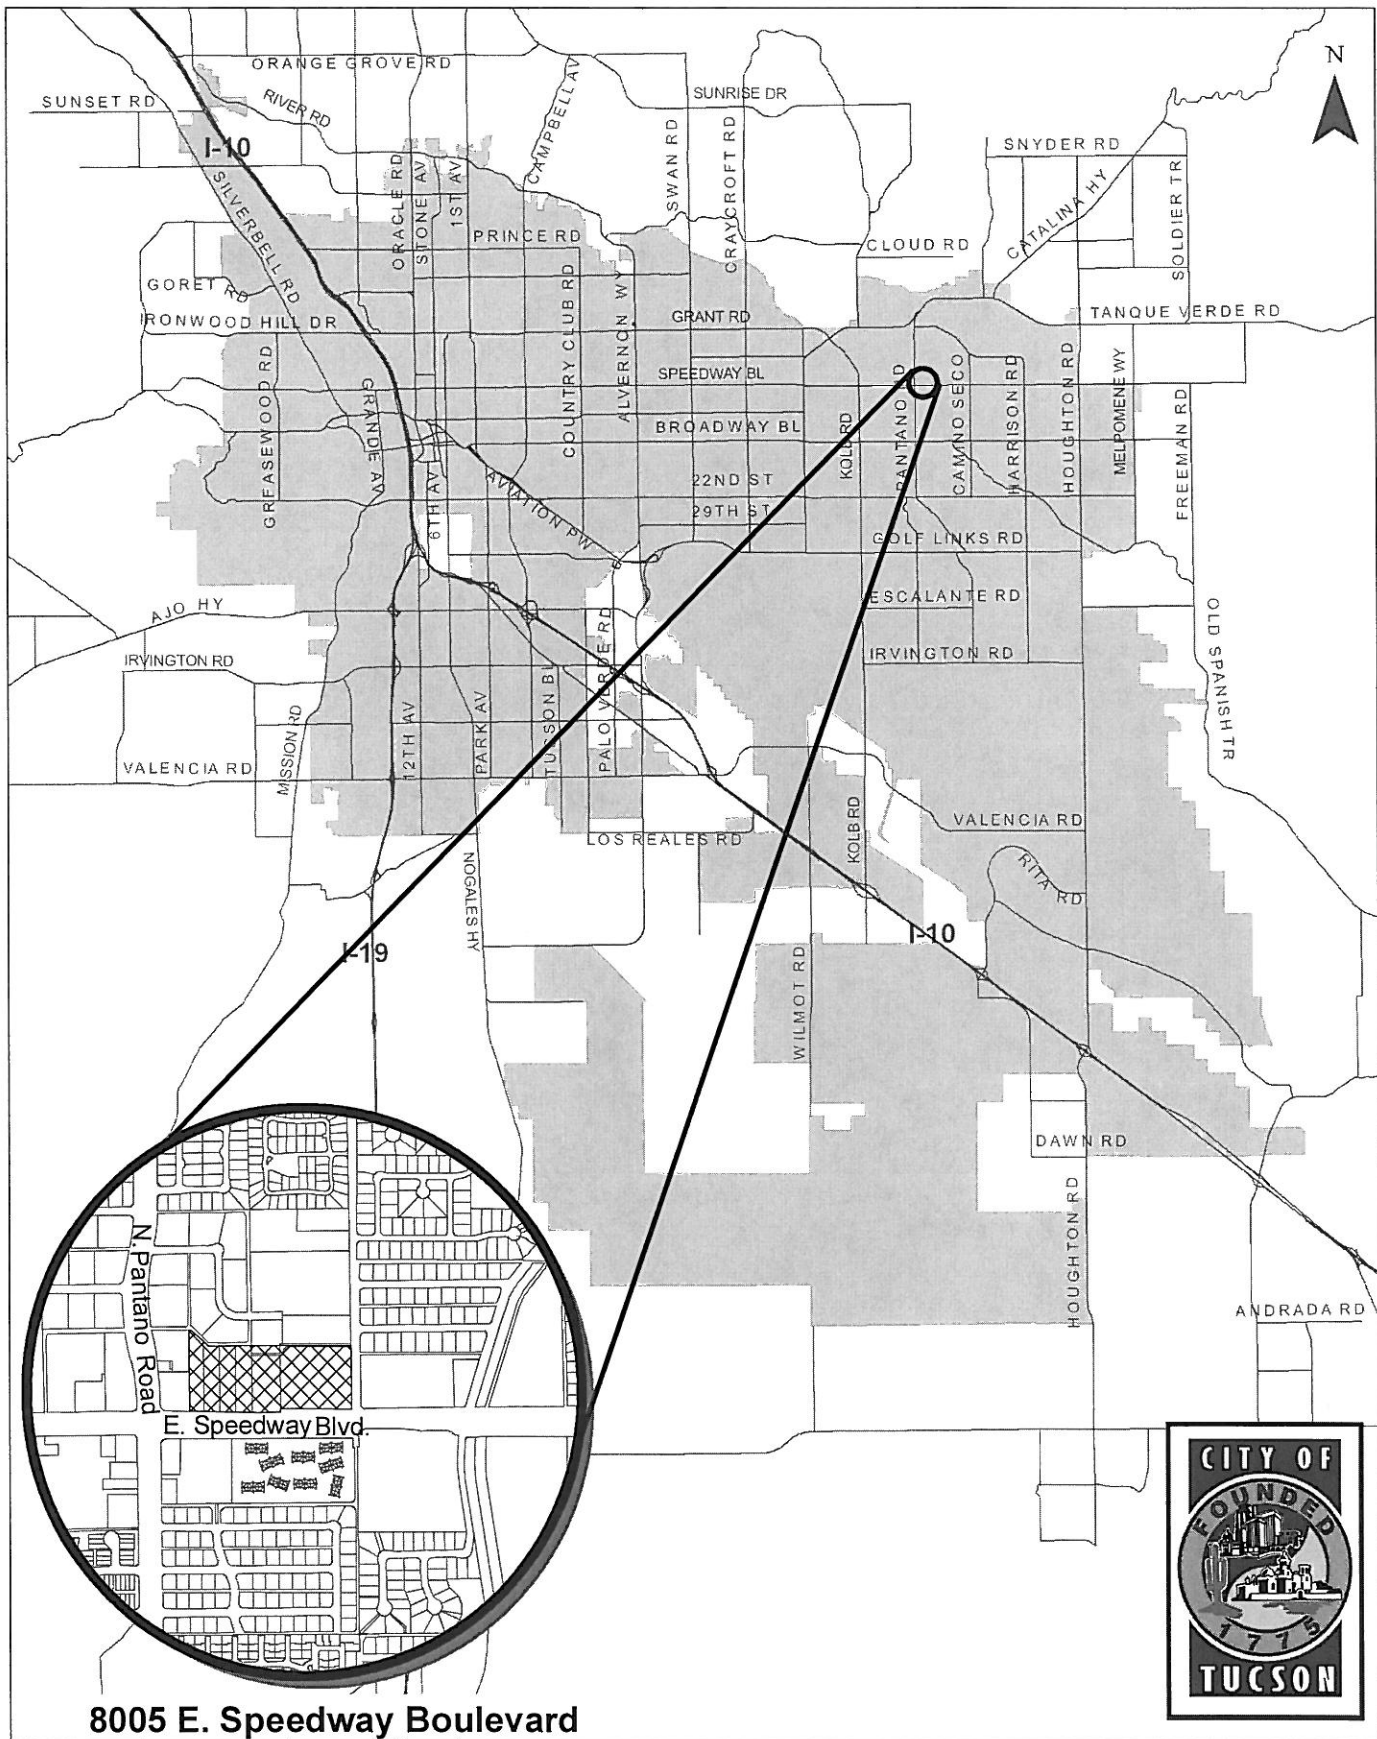 ORANGE GROVE RD
SUNSET RD
RIVER RD
CAMPBELL AV
SUNRISE DR
N
I-10
SILVERBELL RD
ORACLE RD
STONE AV
1ST AV
SWAN RD
CRAYCROFT RD
SNYDER RD
CATALINA HY
SOLDIER TR
PRINCE RD
CLOUD RD
GORET RD
IRONWOOD HILL DR
COUNTRY CLUB RD
ALVERNON WY
GRANT RD
TANQUE VERDE RD
GREASEWOOD RD
GRANDE AV
SPEEDWAY BL
BROADWAY BL
KOLB RD
PANTANO RD
CAMINO SECO
HARRISON RD
HOUGHTON RD
MELPOMENE WY
FREEMAN RD
6TH AV
AVIATION PW
22ND ST
29TH ST
GOLF LINKS RD
AJO HY
ESCALANTE RD
IRVINGTON RD
IRVINGTON RD
OLD SPANISH TR
MISSION RD
12TH AV
PARK AV
TUCSON BL
PALO VERDE RD
VALENCIA RD
LOS REALES RD
KOLB RD
VALENCIA RD
RITA RD
NOGALES HY
I-19
WILMOT RD
I-10
DAWN RD
HOUGHTON RD
ANDRADA RD
N. Pantano Road
E. Speedway Blvd.
CITY OF
FOUNDED
1775
TUCSON
8005 E. Speedway Boulevard